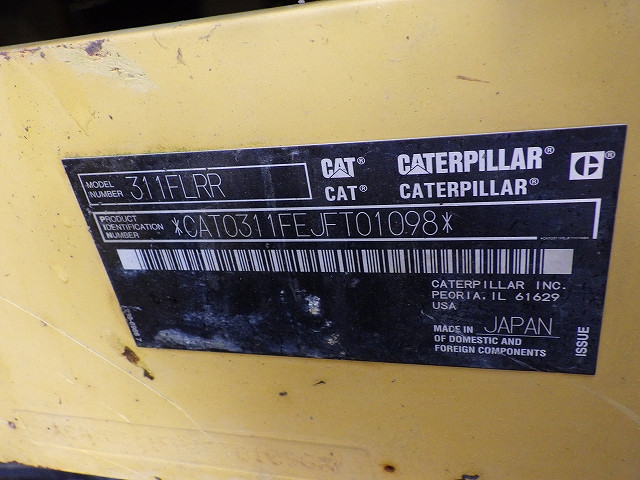 MODEL NUMBER 311FLRR
CAT® CATERPILLAR®
CAT® CATERPILLAR®
PRODUCT IDENTIFICATION NUMBER *CAT0311FEJFT01098*
CATERPILLAR INC.
PEORIA, IL 61629
USA
MADE IN JAPAN
OF DOMESTIC AND
FOREIGN COMPONENTS
ISSUE